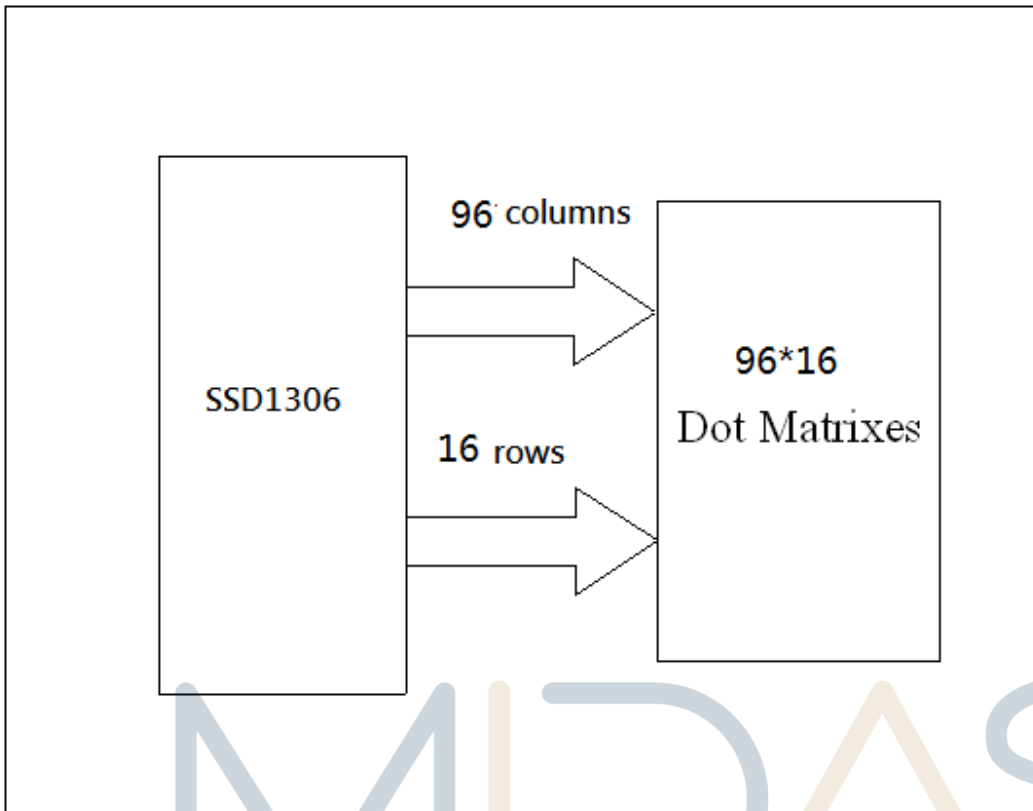 96 columns
SSD1306
96*16
Dot Matrixes
16 rows
MIDAS